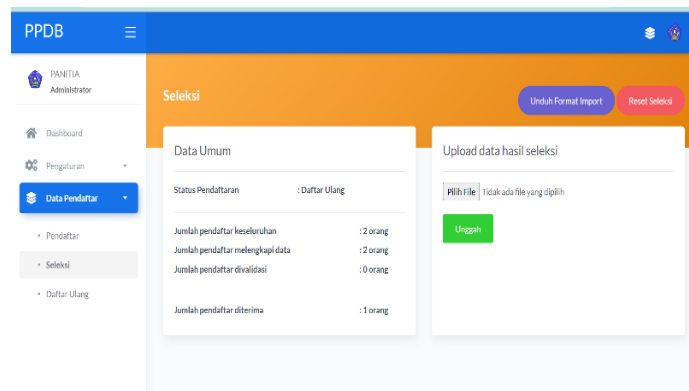 PPDB
PANITIA
Administrator
Dashboard
Pengaturan
Data Pendaftar
Pendaftar
Seleksi
Daftar Ulang
Seleksi
Unduh Format Import
Reset Seleksi
Data Umum
Status Pendaftaran : Daftar Ulang
Jumlah pendaftar keseluruhan : 2 orang
Jumlah pendaftar melengkapi data : 2 orang
Jumlah pendaftar divalidasi : 0 orang
Jumlah pendaftar diterima : 1 orang
Upload data hasil seleksi
Pilih File Tidak ada file yang dipilih
Unggah